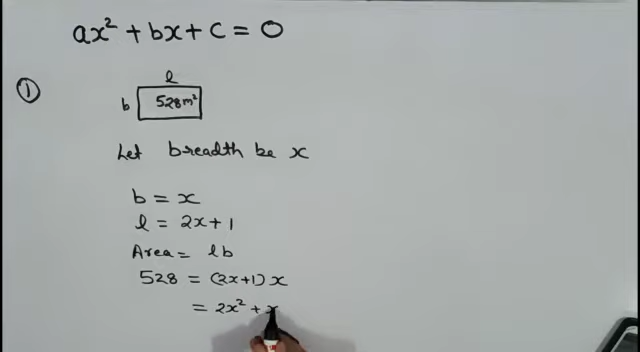 ax² + bx + c = 0
①
l
b 528m²
Let breadth be x
b = x
l = 2x + 1
Area = lb
528 = (2x+1) x
= 2x² + x